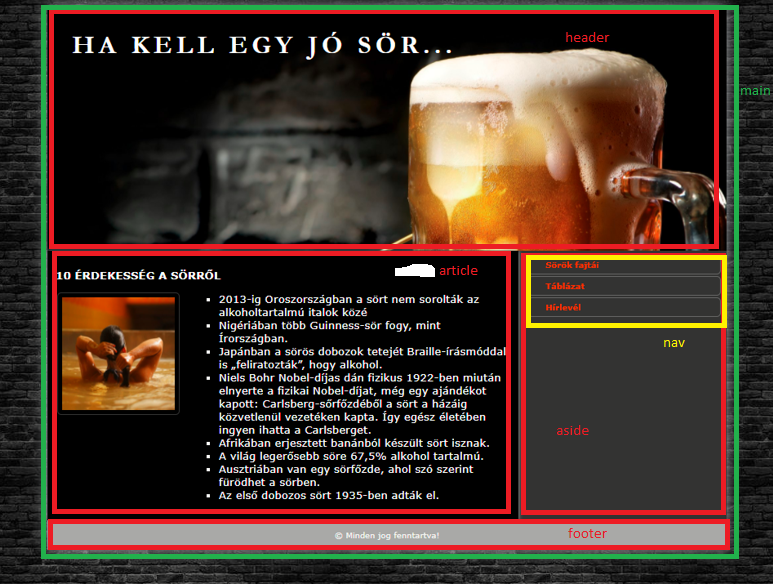 HA KELL EGY JÓ SÖR...
header
main
10 ÉRDEKESSÉG A SÖRRŐL
article
2013-ig Oroszországban a sört nem sorolták az
alkoholtartalmú italok közé
Nigériában több Guinness-sör fogy, mint
Írországban.
Japánban a sörös dobozok tetejét Braille-írásmóddal
is „feliratozták”, hogy alkohol.
Niels Bohr Nobel-díjas dán fizikus 1922-ben miután
elnyerte a fizikai Nobel-díjat, még egy ajándékot
kapott: Carlsberg-sőrfőzdéből a sört a házáig
közvetlenül vezetéken kapta. Így egész életében
ingyen ihatta a Carlsberget.
Afrikában erjesztett banánból készült sört isznak.
A világ legerősebb söre 67,5% alkohol tartalmú.
Ausztriában van egy sörfőzde, ahol szó szerint
fürödhet a sörben.
Az első dobozos sört 1935-ben adták el.
Sörök fajtái
Táblázat
Hírlevél
nav
aside
© Minden jog fenntartva!
footer